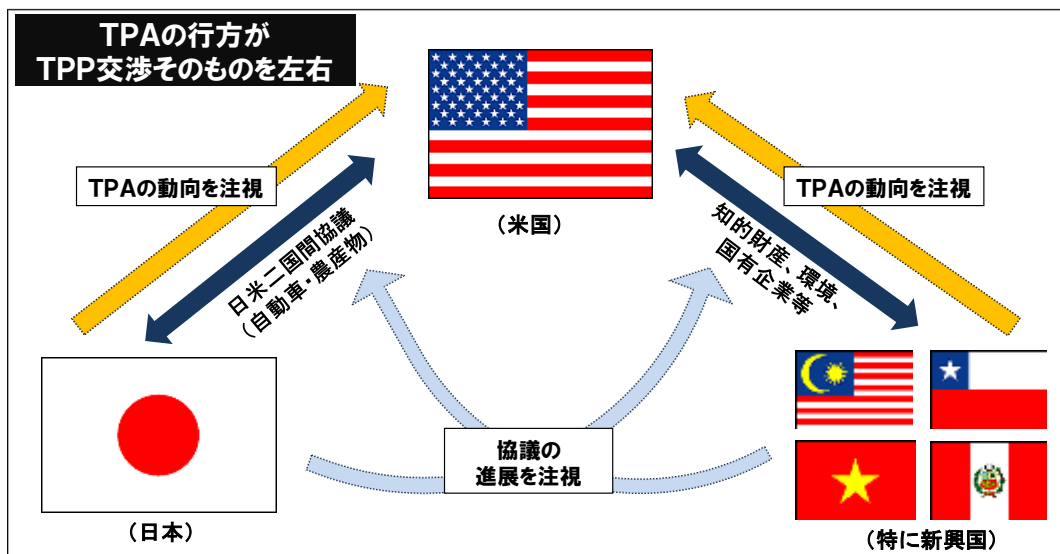 TPAの行方が
TPP交渉そのものを左右
TPAの動向を注視
TPAの動向を注視
(米国)
日米二国間協議
(自動車・農産物)
知的財産、環境、
国有企業等
協議の
進展を注視
(日本)
(特に新興国)